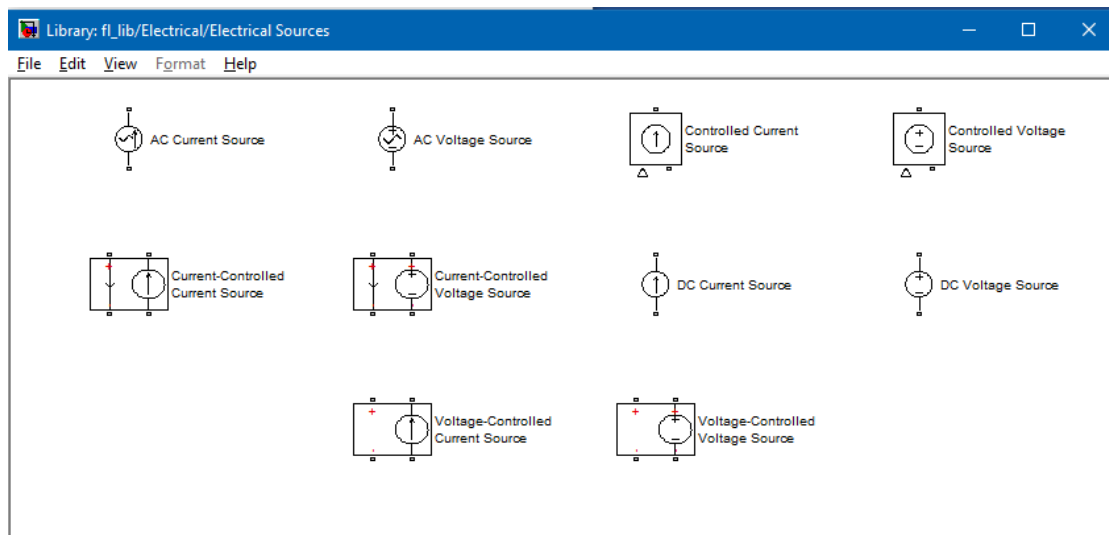 Library: fl_lib/Electrical/Electrical Sources
File Edit View Format Help
AC Current Source
AC Voltage Source
Controlled Current
Source
Controlled Voltage
Source
Current-Controlled
Current Source
Current-Controlled
Voltage Source
DC Current Source
DC Voltage Source
Voltage-Controlled
Current Source
Voltage-Controlled
Voltage Source